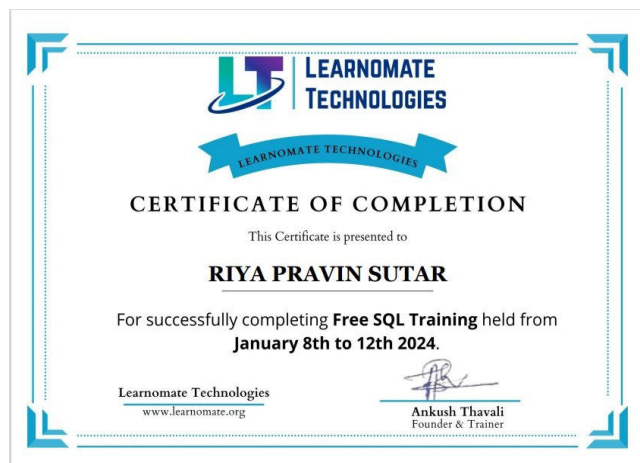 LT
LEARNOMATE
TECHNOLOGIES
LEARNOMATE TECHNOLOGIES
CERTIFICATE OF COMPLETION
This Certificate is presented to
RIYA PRAVIN SUTAR
For successfully completing Free SQL Training held from
January 8th to 12th 2024.
Learnomate Technologies
www.learnomate.org
Ankush Thavali
Founder & Trainer